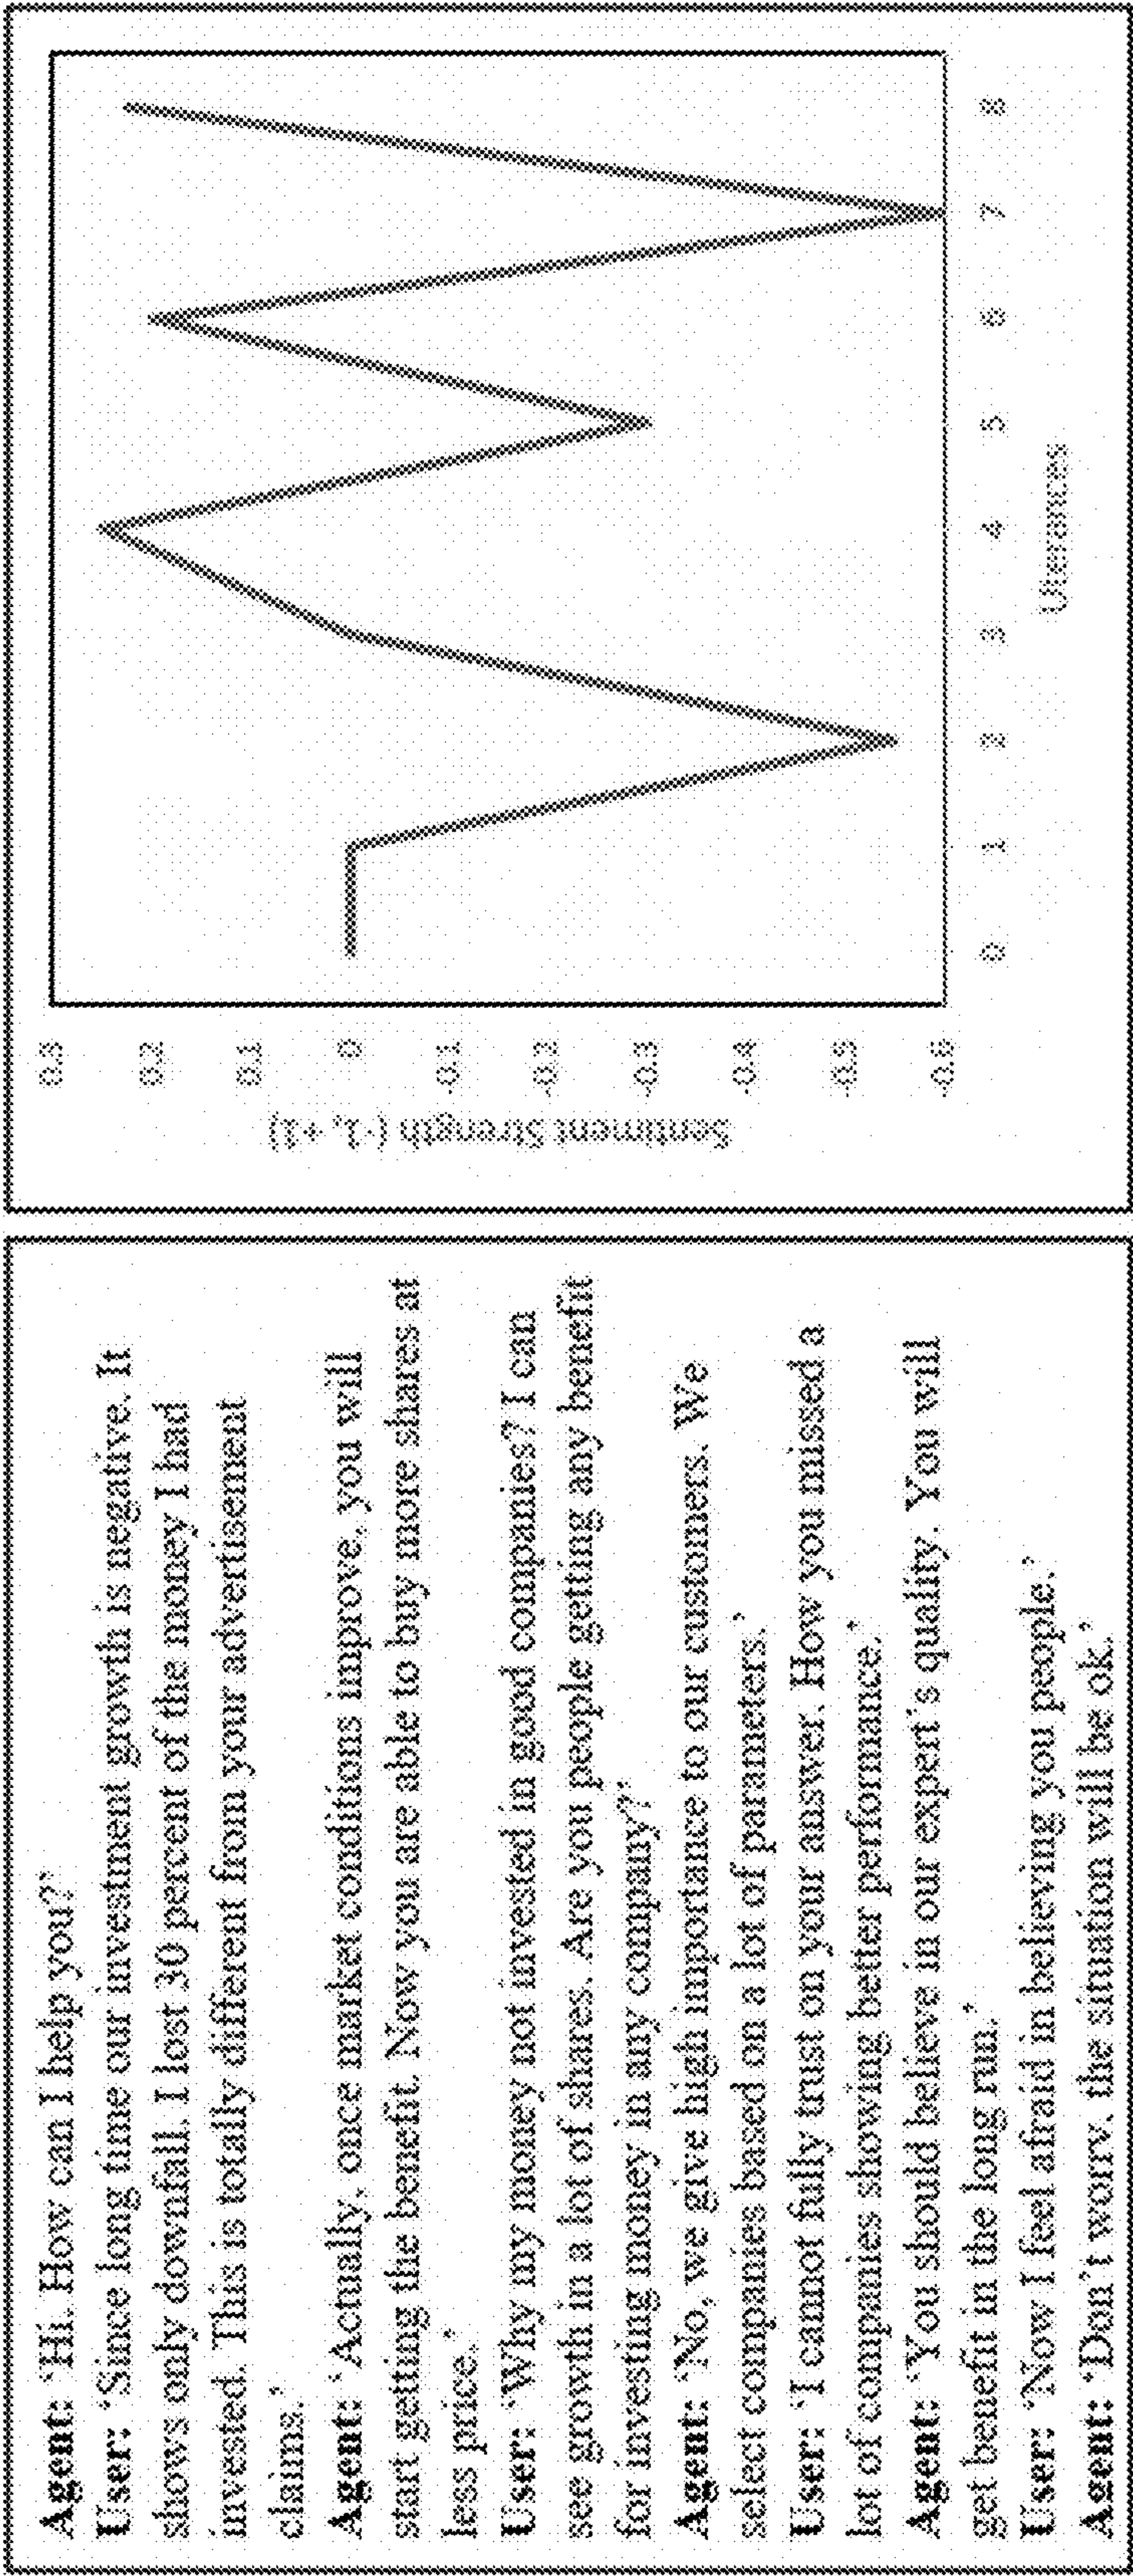 Agent: 'Hi. How can I help you?'
User: 'Since long time our investment growth is negative. It
shows only downfall. I lost 30 percent of the money I had
invested. This is totally different from your advertisement
claims.'
Agent: 'Actually, once market conditions improve, you will
start getting the benefit. Now you are able to buy more shares at
less price.'
User: 'Why my money not invested in good companies? I can
see growth in a lot of shares. Are you people getting any benefit
for investing money in any company?'
Agent: 'No, we give high importance to our customers. We
select companies based on a lot of parameters.'
User: 'I cannot fully trust on your answer. How you missed a
lot of companies showing better performance.'
Agent: 'You should believe in our expert's quality. You will
get benefit in the long run.'
User: 'Now I feel afraid in believing you people.'
Agent: 'Don't worry, the situation will be ok.'
Sentiment Strength (-1, +1)
0.3
0.2
0.1
0
-0.1
-0.2
-0.3
-0.4
-0.5
-0.6
0 1 2 3 4 5 6 7 8
Utterances